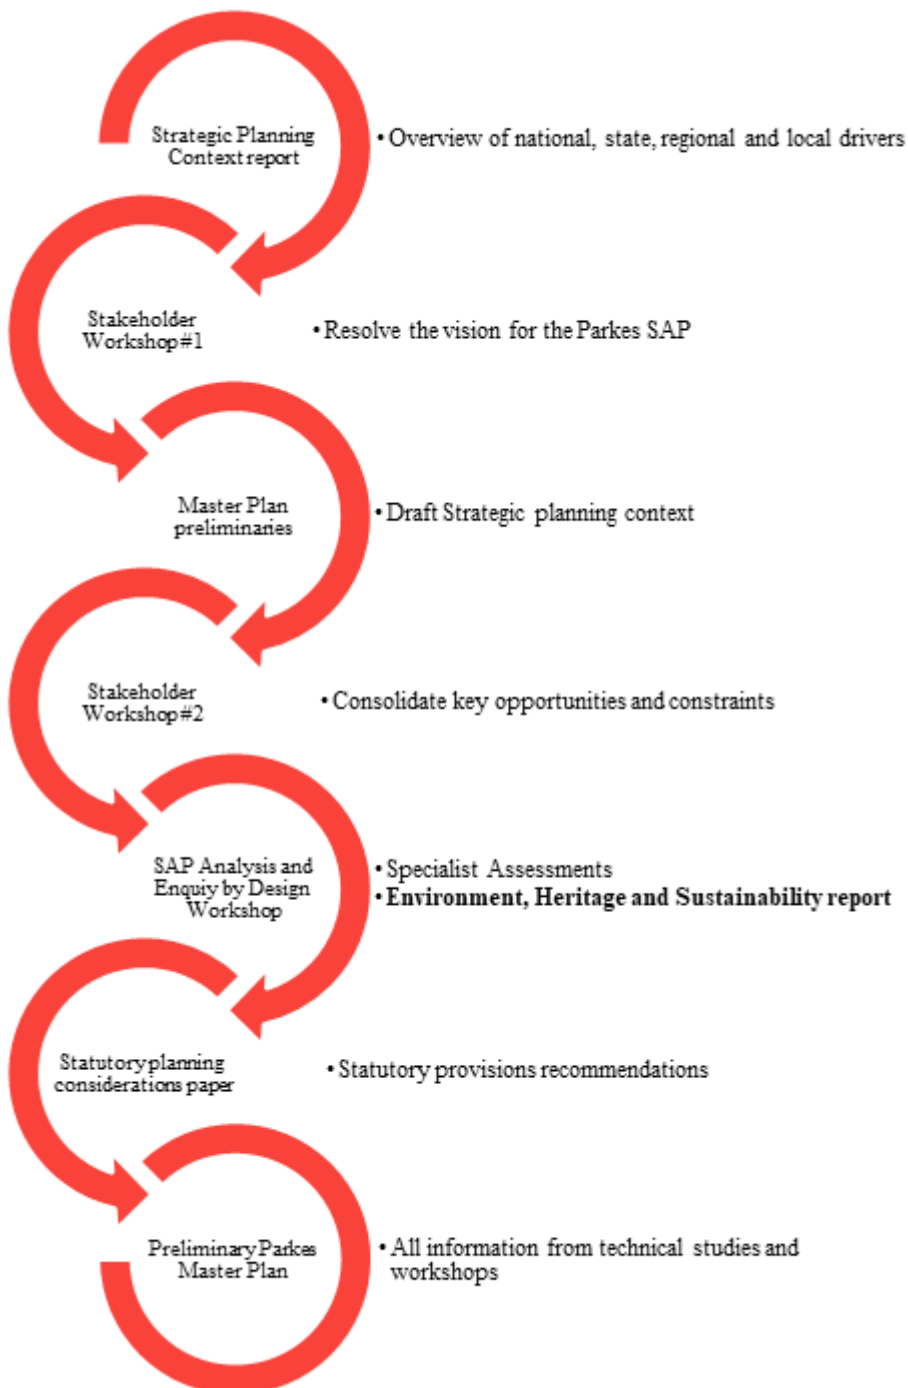 Strategic Planning
Context report
• Overview of national, state, regional and local drivers
Stakeholder
Workshop #1
• Resolve the vision for the Parkes SAP
Master Plan
preliminaries
• Draft Strategic planning context
Stakeholder
Workshop #2
• Consolidate key opportunities and constraints
SAP Analysis and
Enquiy by Design
Workshop
• Specialist Assessments
• Environment, Heritage and Sustainability report
Statutory planning
considerations paper
• Statutory provisions recommendations
Preliminary Parkes
Master Plan
• All information from technical studies and
workshops